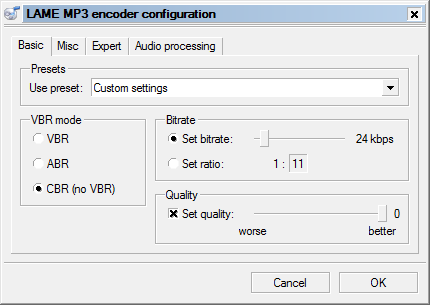 LAME MP3 encoder configuration
Basic Misc Expert Audio processing
Presets
Use preset: Custom settings
VBR mode
VBR
ABR
CBR (no VBR)
Bitrate
Set bitrate: 24 kbps
Set ratio: 1 : 11
Quality
Set quality: 0
worse better
Cancel OK